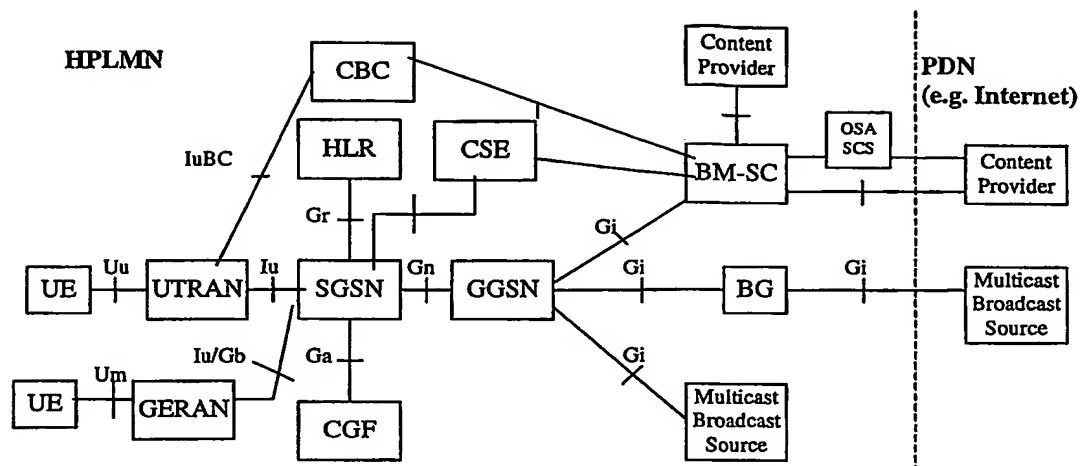 HPLMN
CBC
Content
Provider
PDN
(e.g. Internet)
OSA
SCS
HLR
CSE
BM-SC
Content
Provider
IuBC
Gr
Gi
Uu
Iu
Gn
Gi
Gi
UE
UTRAN
SGSN
GGSN
BG
Multicast
Broadcast
Source
Iu/Gb
Ga
Gi
Um
UE
GERAN
CGF
Multicast
Broadcast
Source